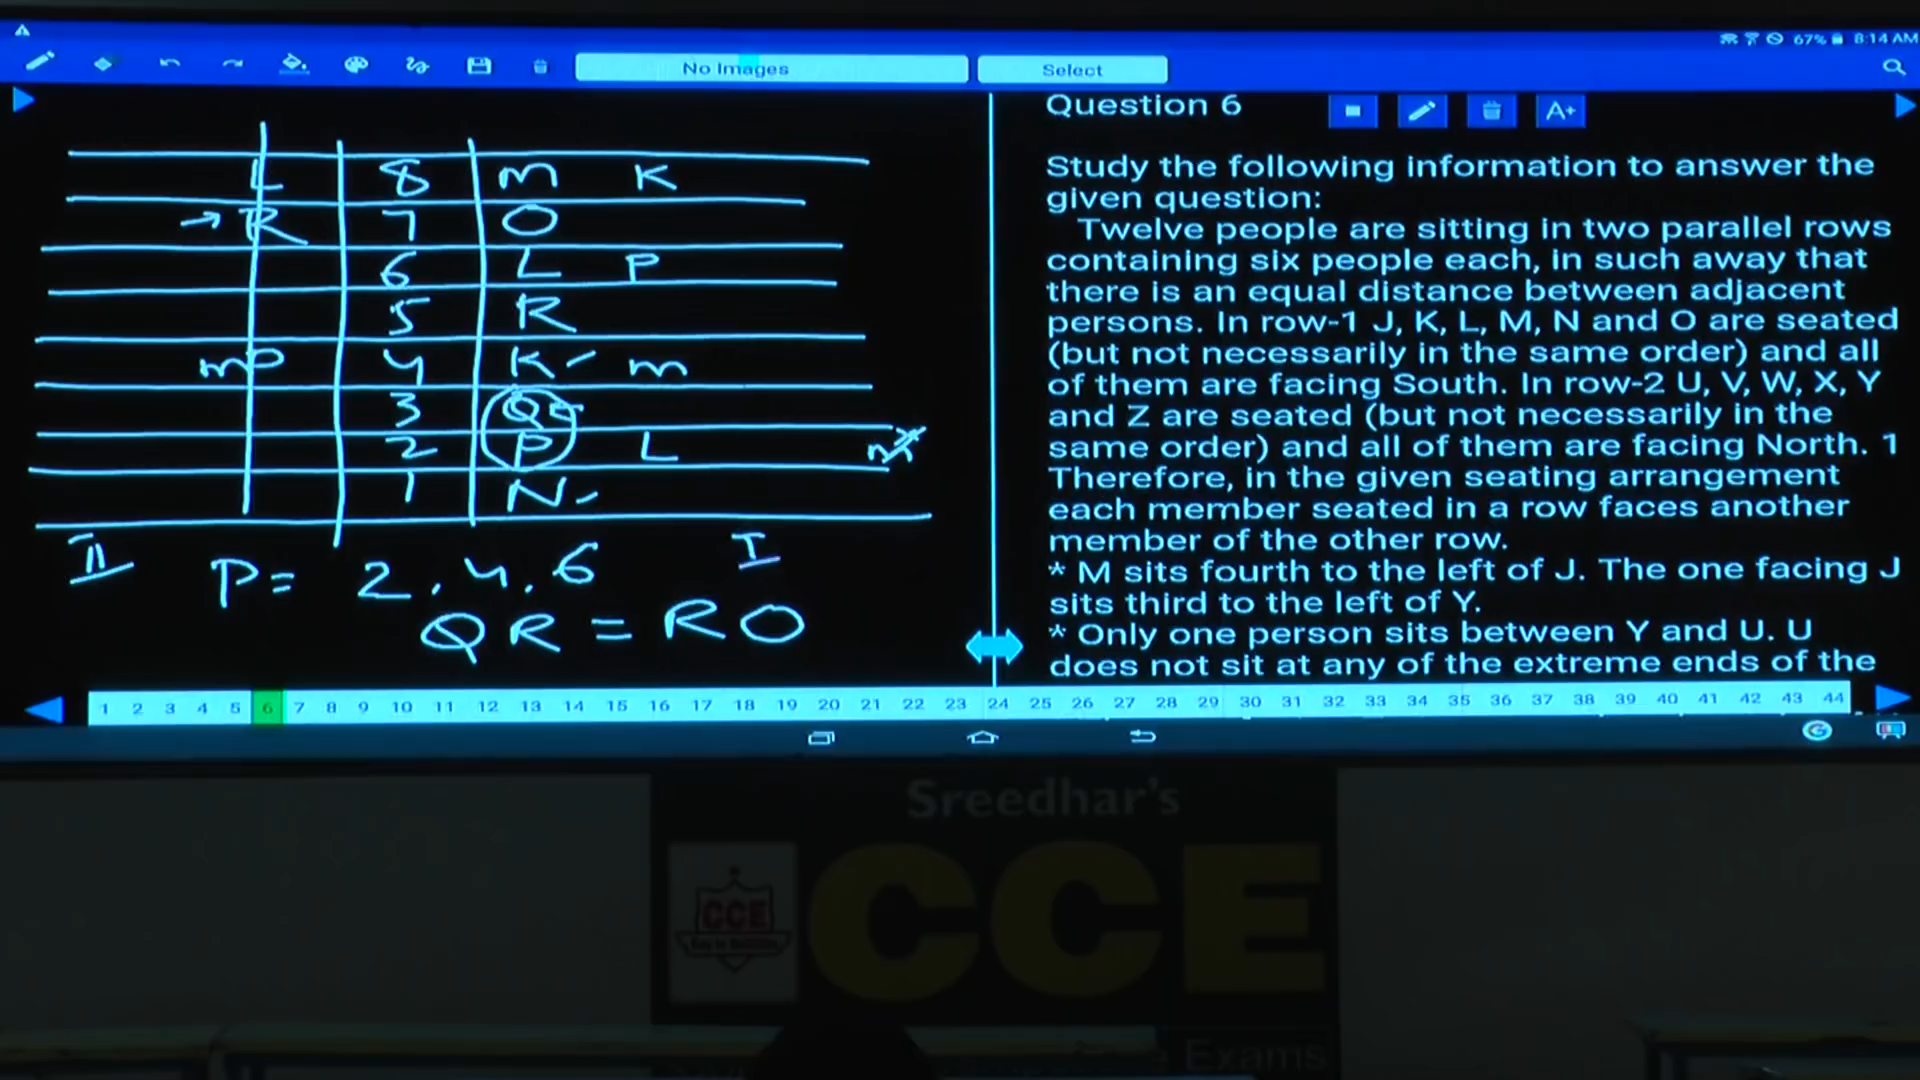 67% 8:14 AM
No Images
Select
Question 6
A+
Study the following information to answer the
given question:
Twelve people are sitting in two parallel rows
containing six people each, in such away that
there is an equal distance between adjacent
persons. In row-1 J, K, L, M, N and O are seated
(but not necessarily in the same order) and all
of them are facing South. In row-2 U, V, W, X, Y
and Z are seated (but not necessarily in the
same order) and all of them are facing North. 1
Therefore, in the given seating arrangement
each member seated in a row faces another
member of the other row.
* M sits fourth to the left of J. The one facing J
sits third to the left of Y.
* Only one person sits between Y and U. U
does not sit at any of the extreme ends of the
L 8 M K
→ R 7 O
6 L P
5 R
m P 4 K m
3 Q
2 P L
1 N
II P = 2, 4, 6 I
QR = RO
1 2 3 4 5 6 7 8 9 10 11 12 13 14 15 16 17 18 19 20 21 22 23 24 25 26 27 28 29 30 31 32 33 34 35 36 37 38 39 40 41 42 43 44
Sreedhar's
CCE
CCE
Exams